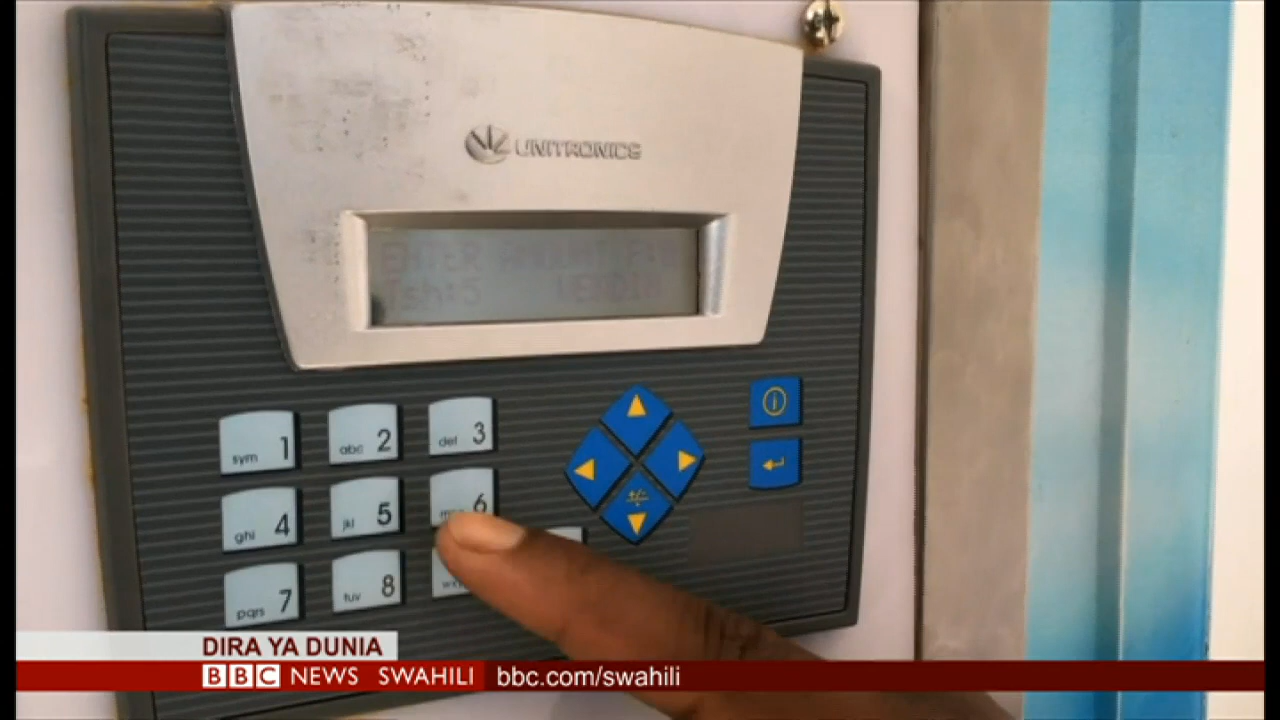 UNITRONICS
sym 1
abc 2
def 3
ghi 4
jkl 5
6
pqrs 7
tuv 8
+/-
DIRA YA DUNIA
BBC NEWS SWAHILI bbc.com/swahili